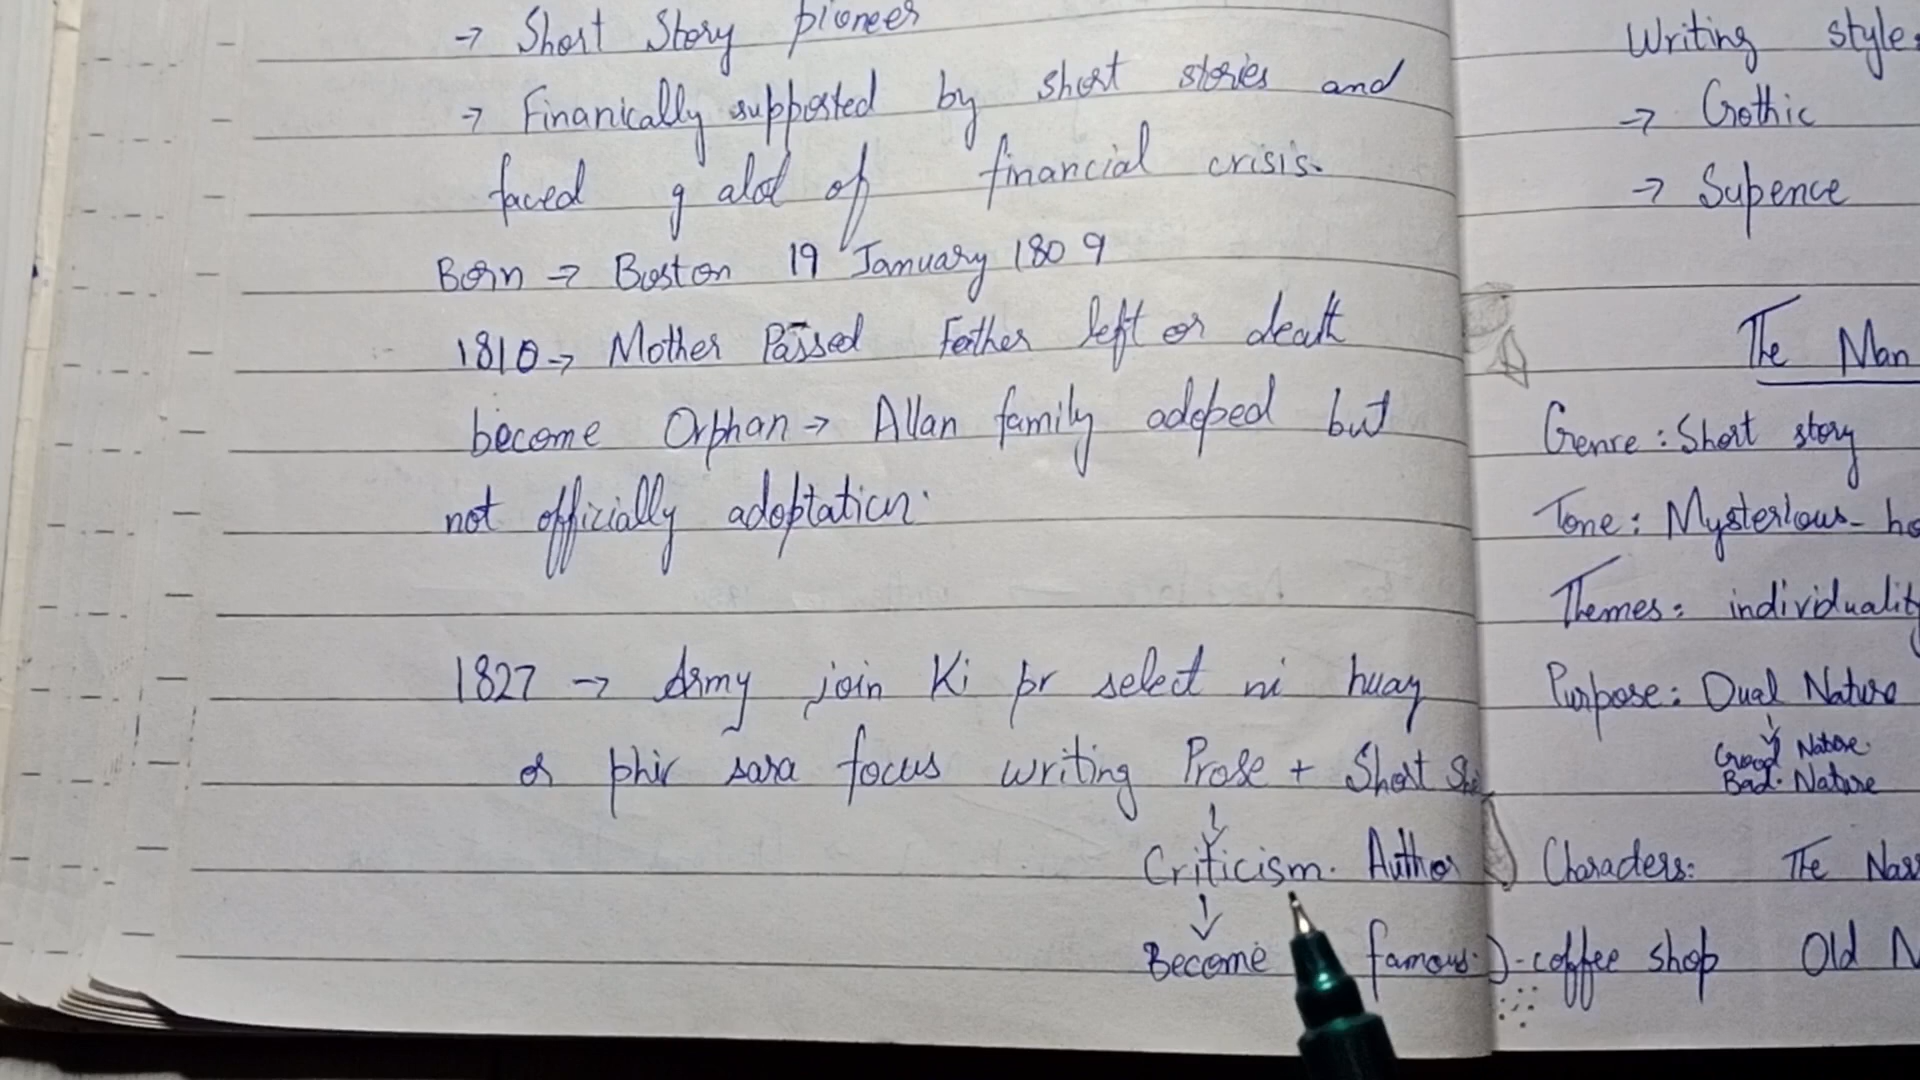 → Short Story pioneer
→ Finanically supported by short stories and
faced a alot of financial crisis.
Born → Boston 19 January 1809
1810 → Mother Passed Father left or death
become Orphan → Allan family adopbed but
not officially adoptation.
1827 → Army join Ki pr select ni huay
or phir sara focus writing Prose + Short
↓
Criticism. Author
↓
Become famous.
Writing style:
→ Gothic
→ Supence
The Man
Genre : Short story
Tone : Mysterious - ho
Themes : individuality
Purpose : Dual Nature
↓
Good Nature
Bad. Nature
Characters: The Narr
- coffee shop Old